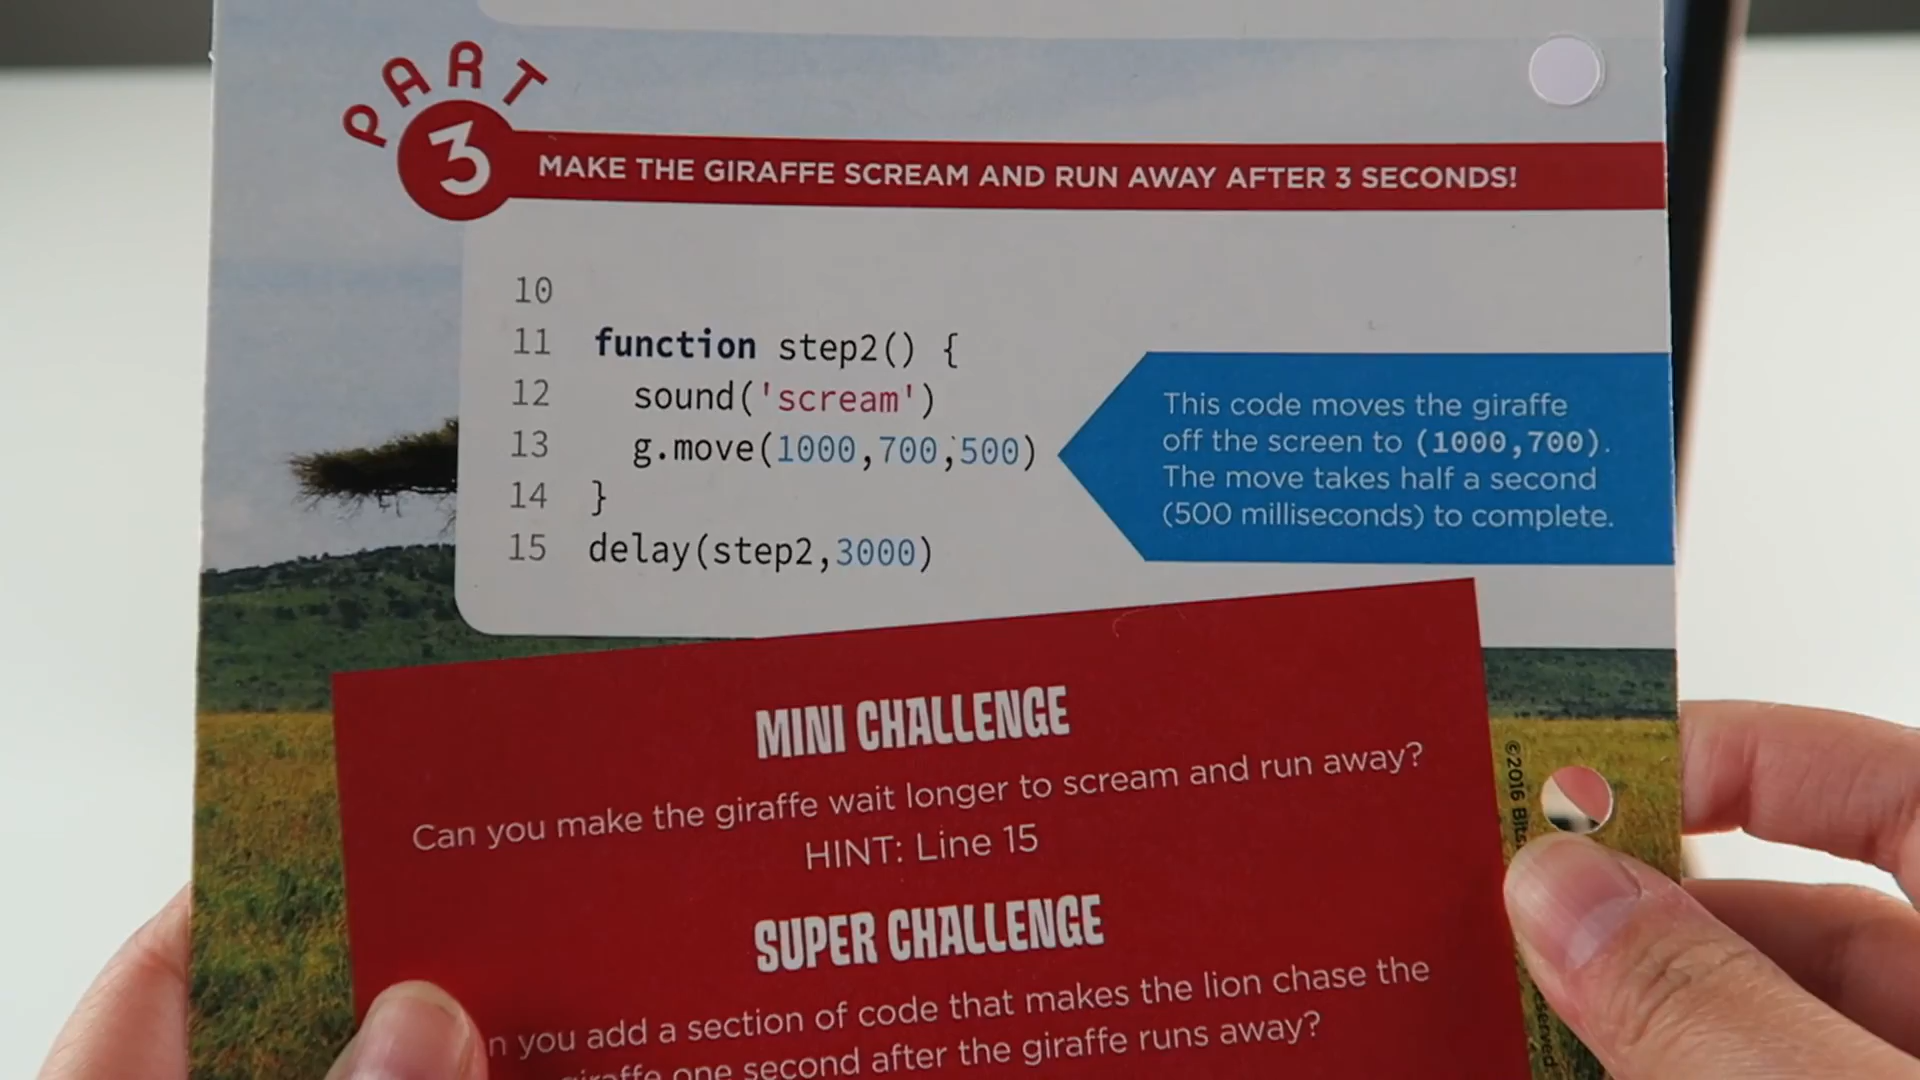 PART
3
MAKE THE GIRAFFE SCREAM AND RUN AWAY AFTER 3 SECONDS!
10
11 function step2() {
12 sound('scream')
13 g.move(1000,700,500)
14 }
15 delay(step2,3000)
This code moves the giraffe
off the screen to (1000,700).
The move takes half a second
(500 milliseconds) to complete.
MINI CHALLENGE
Can you make the giraffe wait longer to scream and run away?
HINT: Line 15
SUPER CHALLENGE
you add a section of code that makes the lion chase the
giraffe one second after the giraffe runs away?
©2016